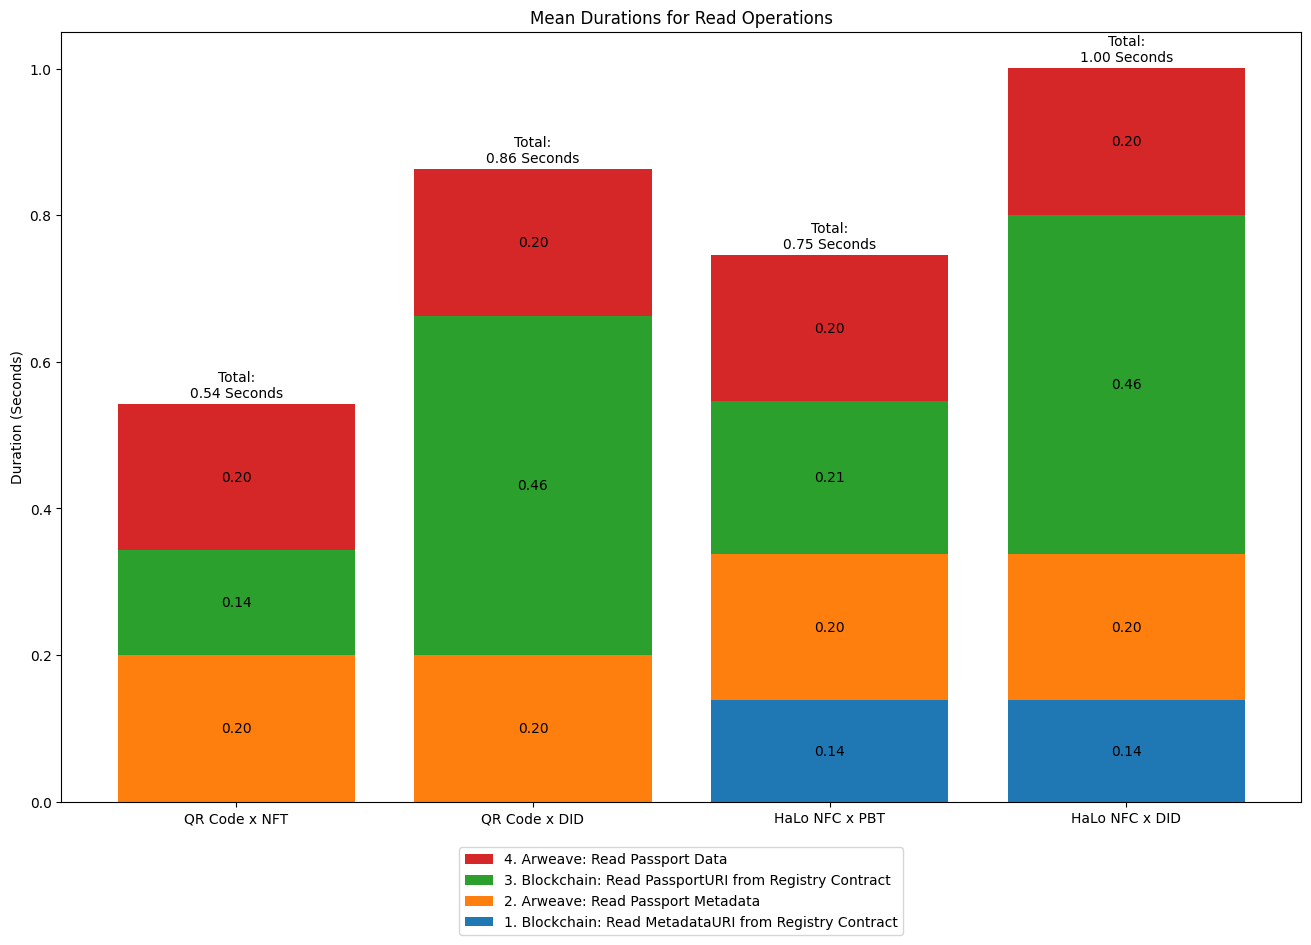 Mean Durations for Read Operations
Duration (Seconds)
1.0
0.8
0.6
0.4
0.2
0.0
Total:
0.54 Seconds
0.20
0.14
0.20
Total:
0.86 Seconds
0.20
0.46
0.20
Total:
0.75 Seconds
0.20
0.21
0.20
0.14
Total:
1.00 Seconds
0.20
0.46
0.20
0.14
QR Code x NFT
QR Code x DID
HaLo NFC x PBT
HaLo NFC x DID
4. Arweave: Read Passport Data
3. Blockchain: Read PassportURI from Registry Contract
2. Arweave: Read Passport Metadata
1. Blockchain: Read MetadataURI from Registry Contract